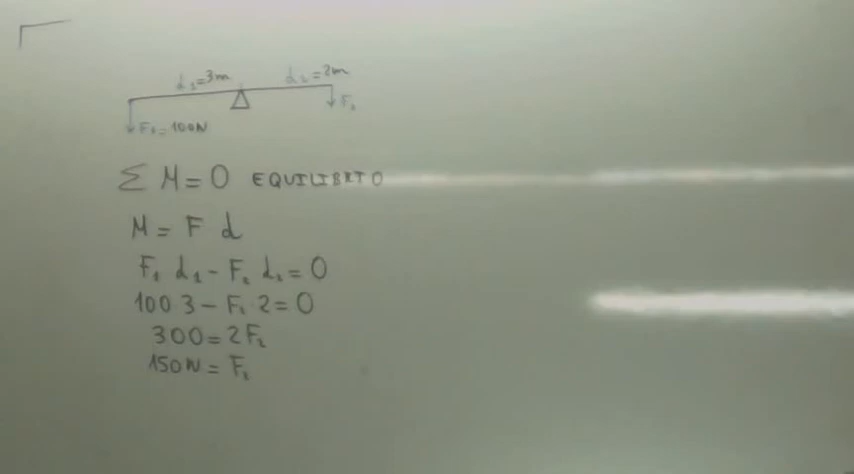 d₁=3m d₂=2m
F₁=100N F₂
∑ M=0 EQUILIBRIO
M= F d
F₁ d₁ - F₂ d₂ = 0
100 3 - F₂ 2 = 0
300=2F₂
150N= F₂